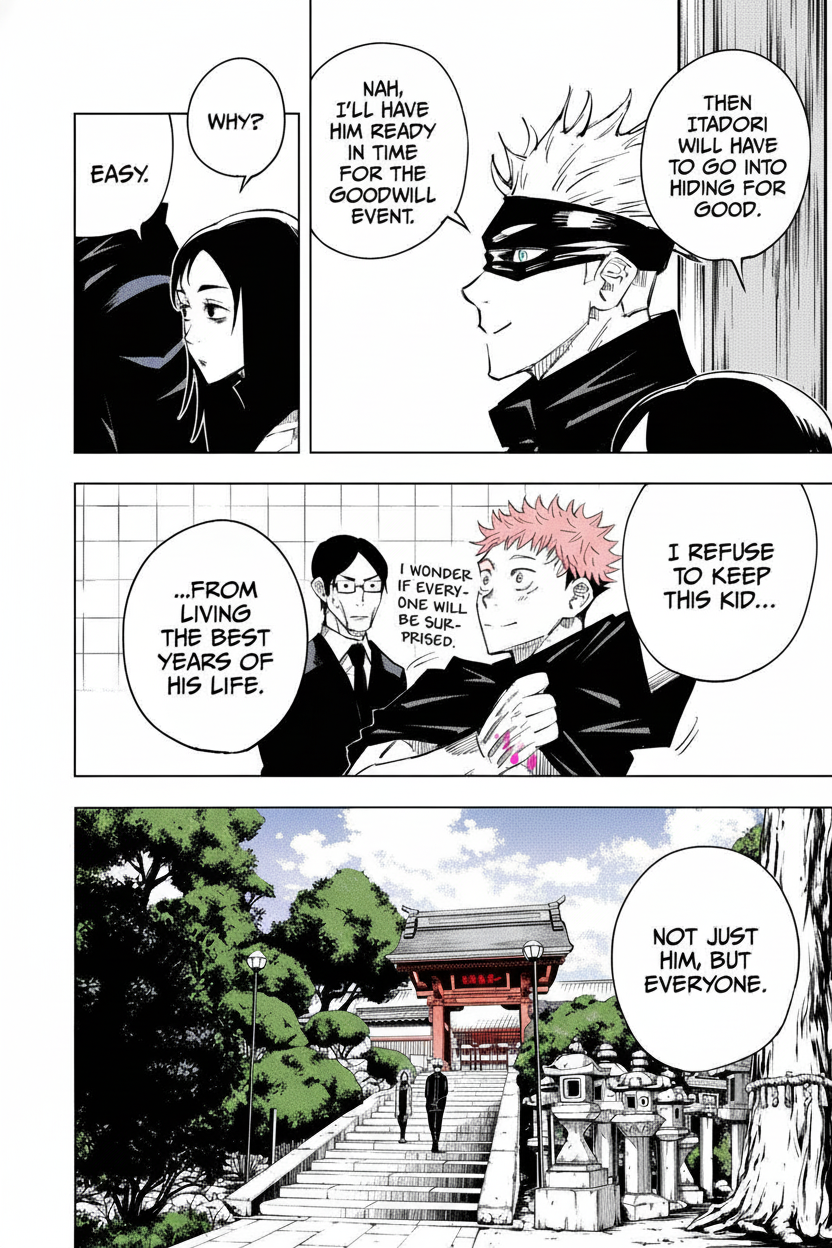 THEN
ITADORI
WILL HAVE
TO GO INTO
HIDING FOR
GOOD.
NAH,
I'LL HAVE
HIM READY
IN TIME
FOR THE
GOODWILL
EVENT.
WHY?
EASY.
I REFUSE
TO KEEP
THIS KID...
I WONDER
IF EVERY-
ONE WILL
BE SUR-
PRISED.
...FROM
LIVING
THE BEST
YEARS OF
HIS LIFE.
NOT JUST
HIM, BUT
EVERYONE.